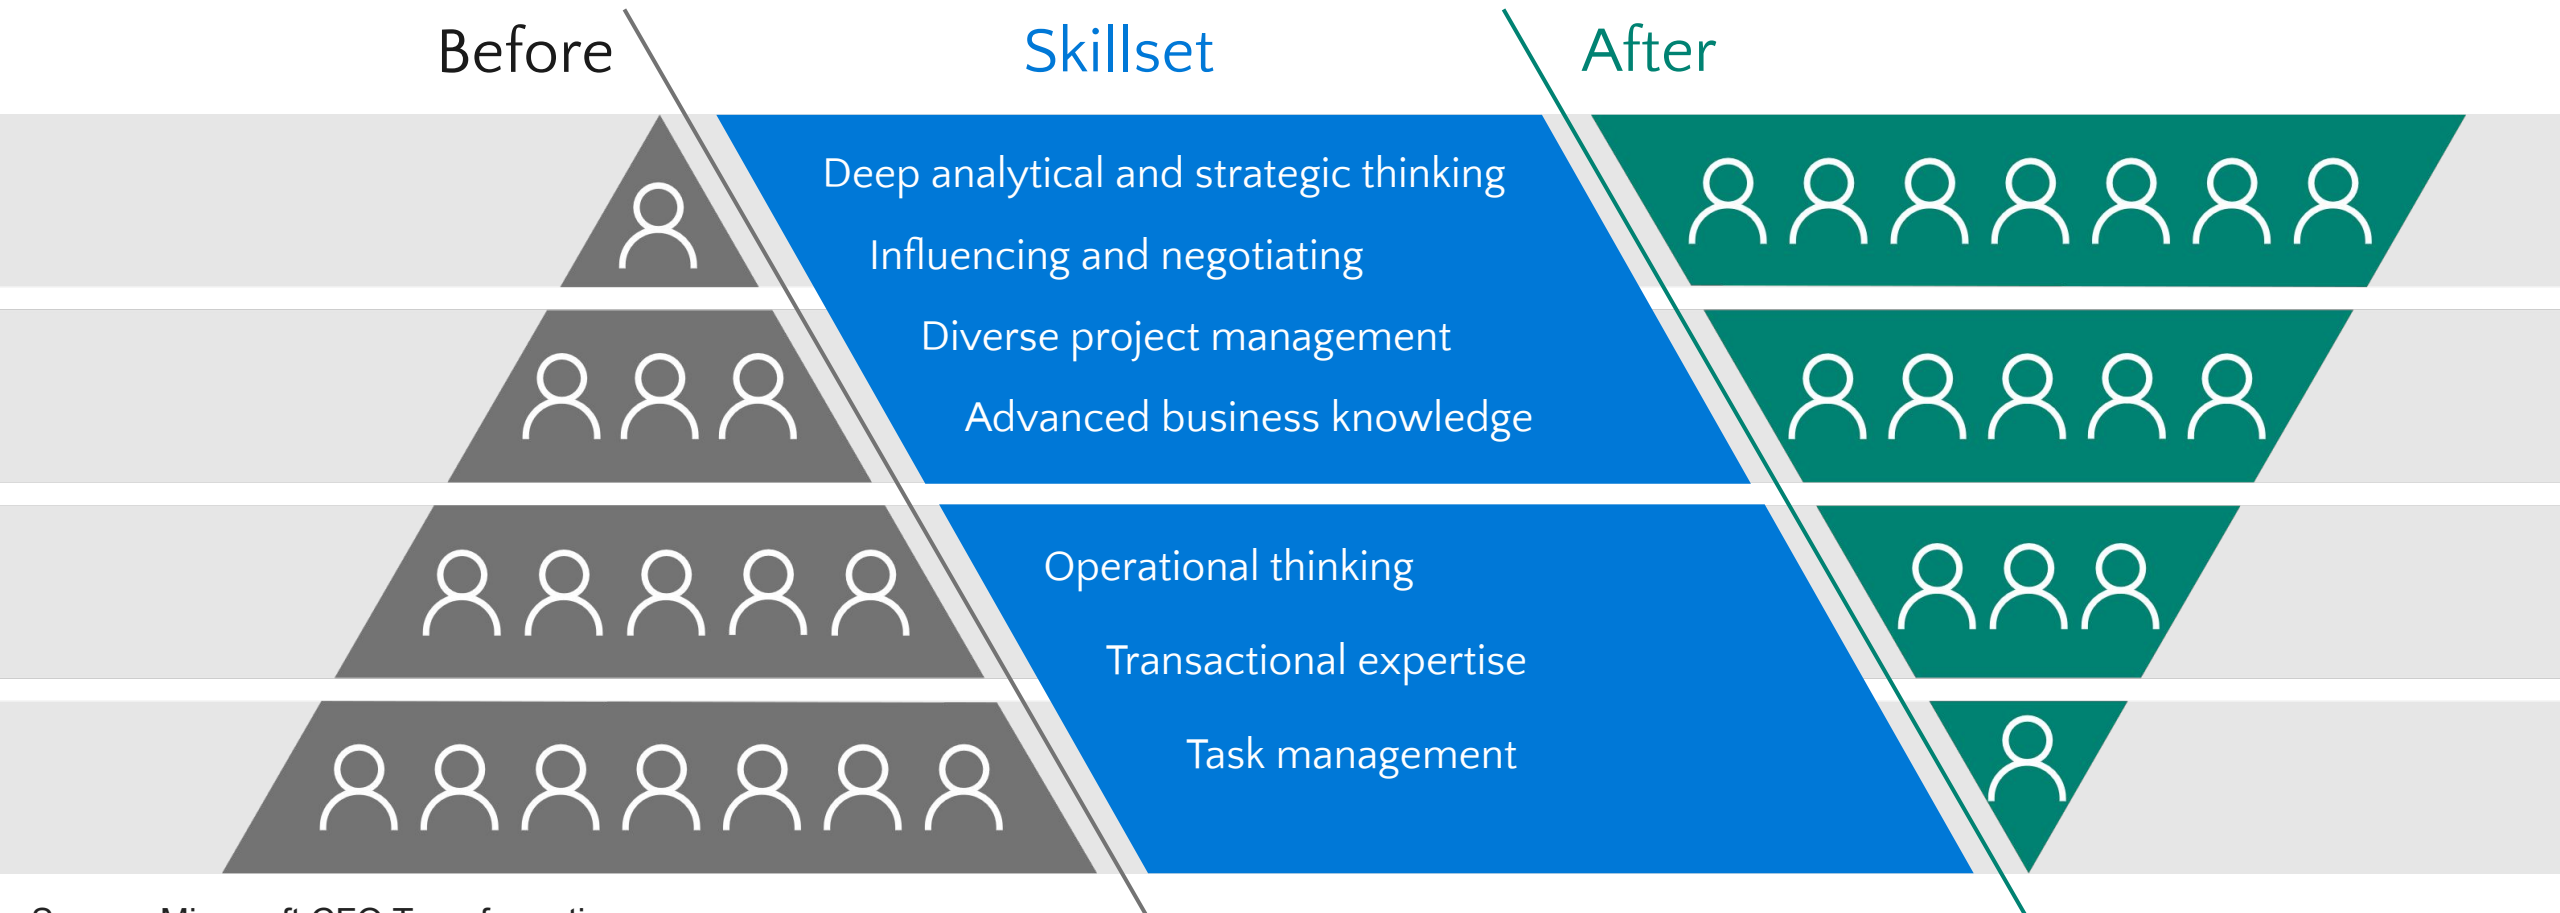 Before
Skillset
After
Deep analytical and strategic thinking
Influencing and negotiating
Diverse project management
Advanced business knowledge
Operational thinking
Transactional expertise
Task management